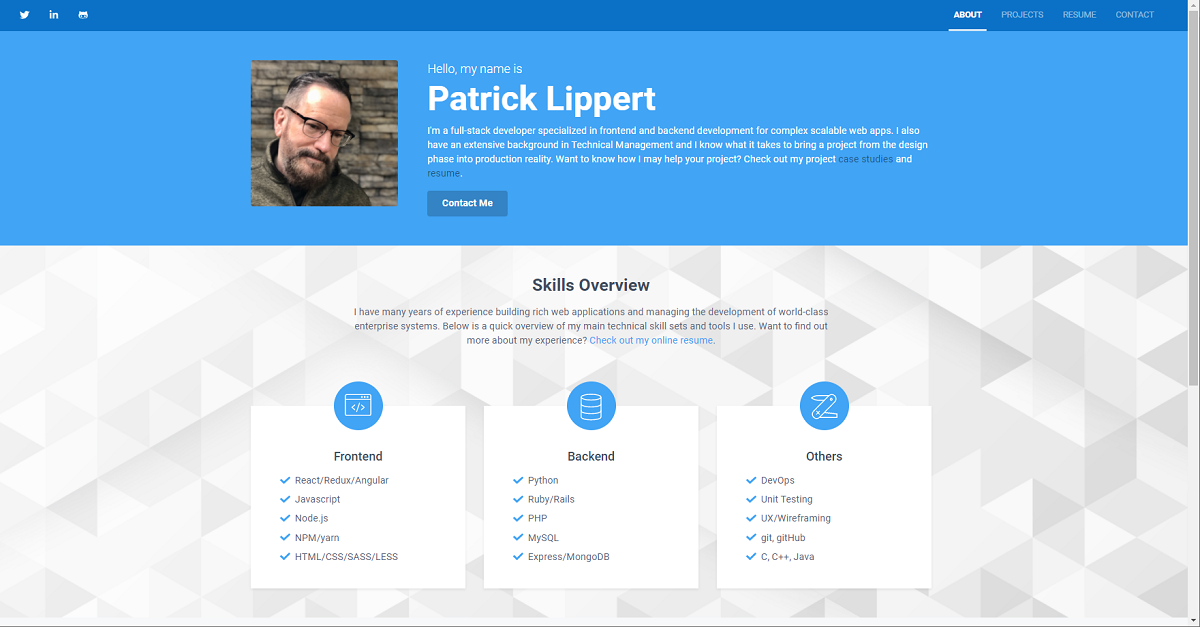 ABOUT PROJECTS RESUME CONTACT
Hello, my name is
Patrick Lippert
I'm a full-stack developer specialized in frontend and backend development for complex scalable web apps. I also
have an extensive background in Technical Management and I know what it takes to bring a project from the design
phase into production reality. Want to know how I may help your project? Check out my project case studies and
resume.
Contact Me
Skills Overview
I have many years of experience building rich web applications and managing the development of world-class
enterprise systems. Below is a quick overview of my main technical skill sets and tools I use. Want to find out
more about my experience? Check out my online resume.
Frontend
React/Redux/Angular
Javascript
Node.js
NPM/yarn
HTML/CSS/SASS/LESS
Backend
Python
Ruby/Rails
PHP
MySQL
Express/MongoDB
Others
DevOps
Unit Testing
UX/Wireframing
git, gitHub
C, C++, Java